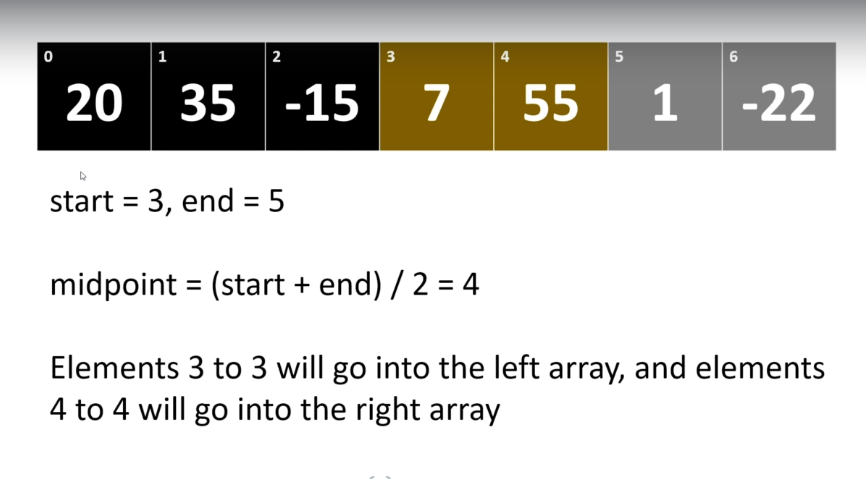 0 1 2 3 4 5 6
20 35 -15 7 55 1 -22
start = 3, end = 5
midpoint = (start + end) / 2 = 4
Elements 3 to 3 will go into the left array, and elements
4 to 4 will go into the right array